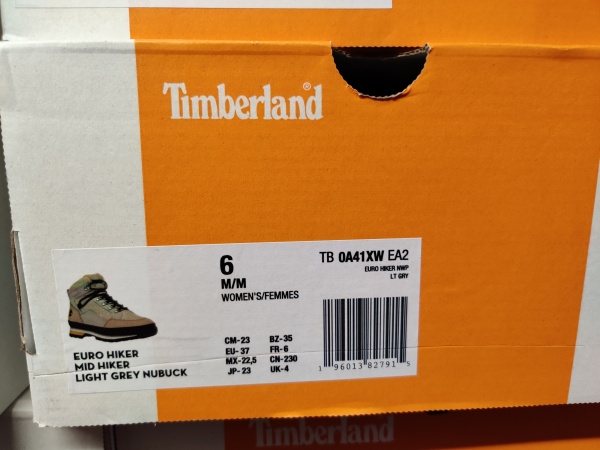 Timberland®
6
M/M
WOMEN'S/FEMMES
TB 0A41XW EA2
EURO HIKER NWP
LT GRY
CM-23 BZ-35
EU-37 FR-6
MX-22,5 CN-230
JP-23 UK-4
EURO HIKER
MID HIKER
LIGHT GREY NUBUCK
1 96013 82791 5
Timberland